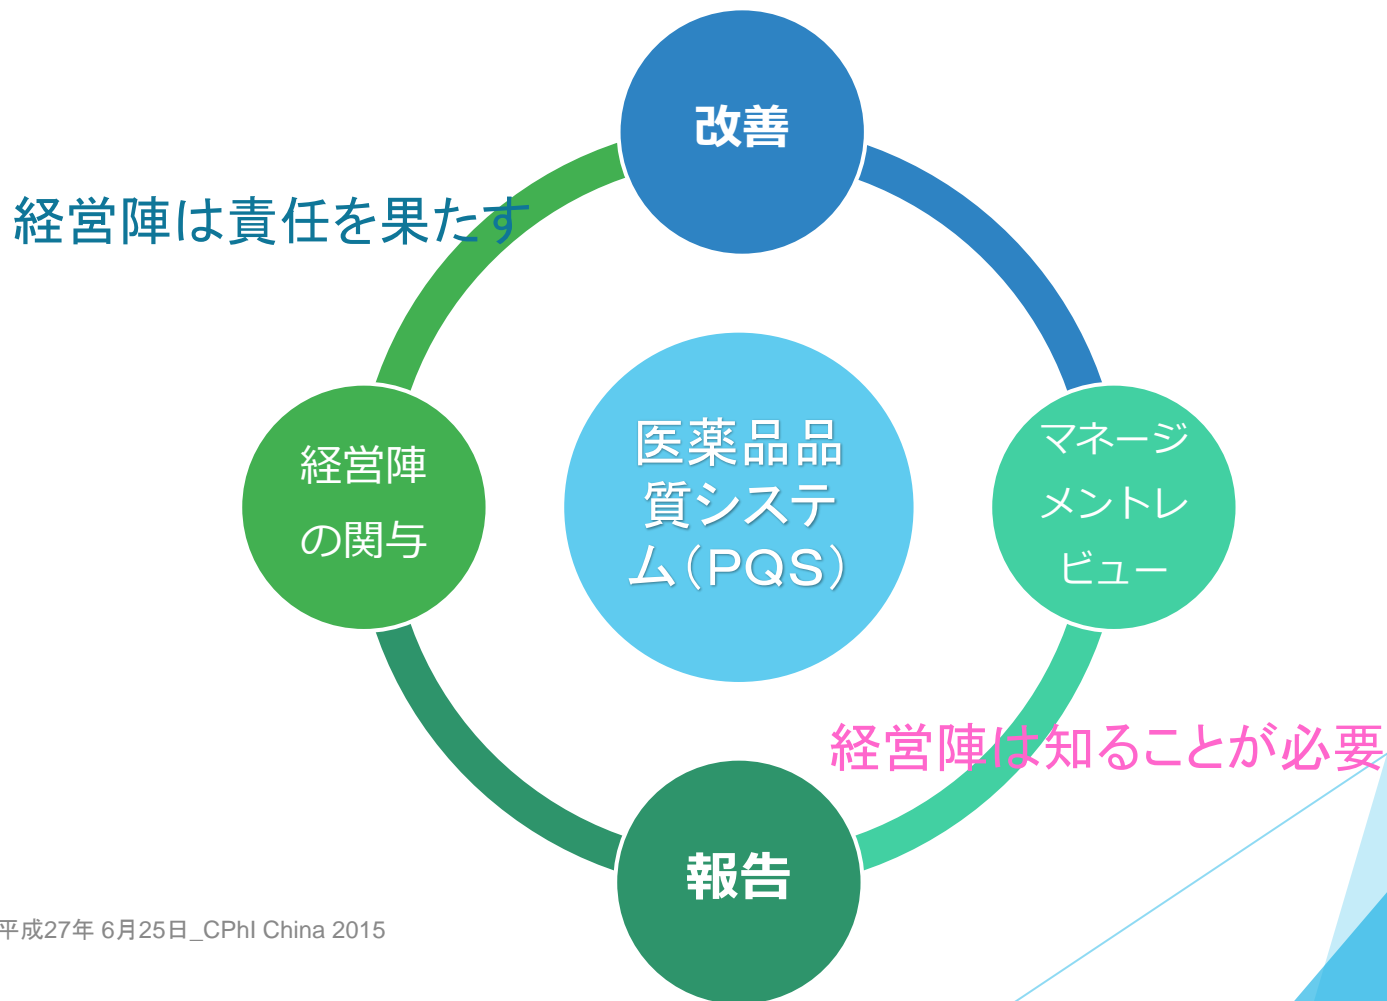 改善
経営陣は責任を果たす
経営陣
の関与
医薬品品
質システ
ム（PQS）
マネージ
メントレ
ビュー
経営陣は知ることが必要
報告
平成27年 6月25日_CPhI China 2015